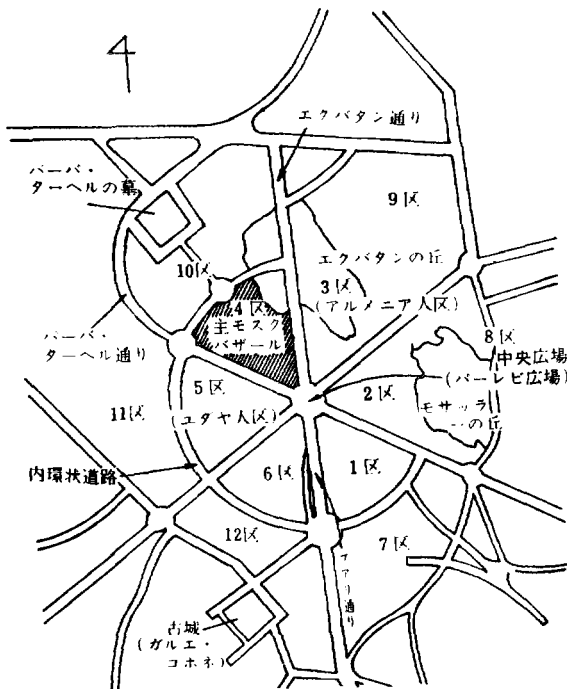 エクバタン通り
バーバ・
ターヘルの墓
9区
エクバタンの丘
10区
3区
(アルメニア人区)
4区
主モスク
バザール
バーバ・
ターヘル通り
8区
中央広場
(パーレビ広場)
5区
2区
モサッラ
ーの丘
11区
(ユダヤ人区)
内環状道路
6区
1区
12区
7区
アリ通り
古城
(ガルエ・
コホネ)